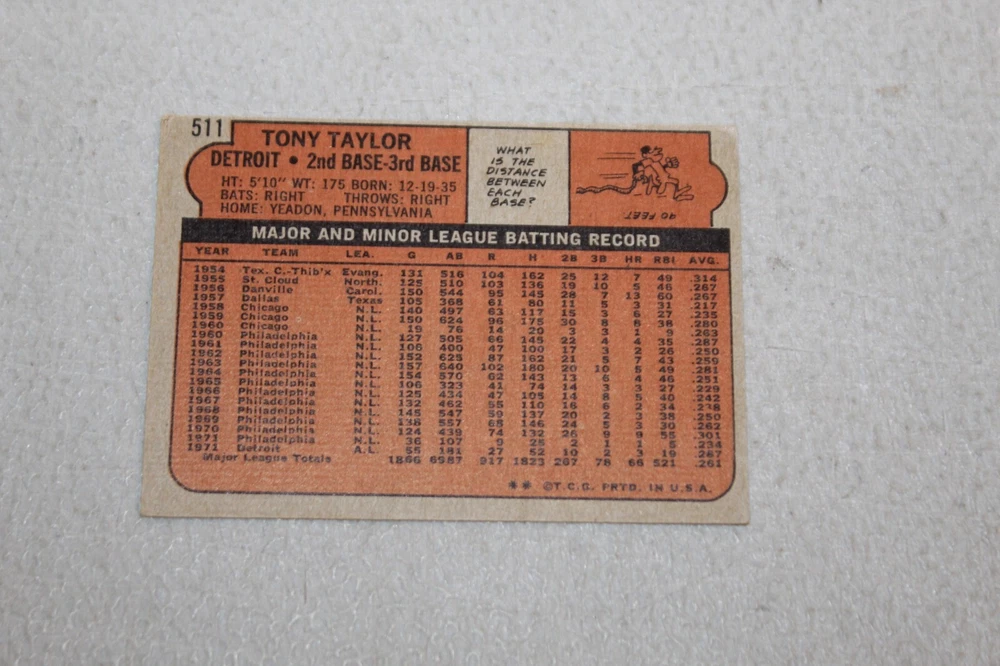 511
TONY TAYLOR
DETROIT • 2nd BASE-3rd BASE
HT: 5'10" WT: 175 BORN: 12-19-35
BATS: RIGHT THROWS: RIGHT
HOME: YEADON, PENNSYLVANIA
WHAT
IS THE
DISTANCE
BETWEEN
EACH
BASE?
90 FEET
MAJOR AND MINOR LEAGUE BATTING RECORD
YEAR TEAM LEA. G AB R H 2B 3B HR RBI AVG.
1954 Tex. C.-Thib'x Evang. 131 516 104 162 25 12 7 49 .314
1955 St. Cloud North. 125 510 103 136 19 10 5 46 .267
1956 Danville Carol. 150 544 95 145 28 7 13 60 .267
1957 Dallas Texas 105 368 61 80 11 5 3 31 .217
1958 Chicago N.L. 140 497 63 117 15 3 6 27 .235
1959 Chicago N.L. 150 624 96 175 30 8 8 38 .280
1960 Chicago N.L. 19 76 14 20 3 3 1 9 .263
1960 Philadelphia N.L. 127 505 66 145 22 4 4 35 .287
1961 Philadelphia N.L. 106 400 47 100 17 3 2 26 .250
1962 Philadelphia N.L. 152 625 87 162 21 5 7 43 .259
1963 Philadelphia N.L. 157 640 102 180 20 10 5 49 .281
1964 Philadelphia N.L. 154 570 62 143 13 6 4 46 .251
1965 Philadelphia N.L. 106 323 41 74 14 3 3 27 .229
1966 Philadelphia N.L. 125 434 47 105 14 8 5 40 .242
1967 Philadelphia N.L. 132 462 55 110 16 6 2 34 .238
1968 Philadelphia N.L. 145 547 59 137 20 2 3 38 .250
1969 Philadelphia N.L. 138 557 68 146 24 5 3 30 .262
1970 Philadelphia N.L. 124 439 74 132 26 9 9 55 .301
1971 Philadelphia N.L. 36 107 9 25 2 1 1 5 .234
1971 Detroit A.L. 55 181 27 52 10 2 3 19 .287
Major League Totals 1866 6987 917 1823 267 78 66 521 .261
** ©T.C.G. PRTD. IN U.S.A.